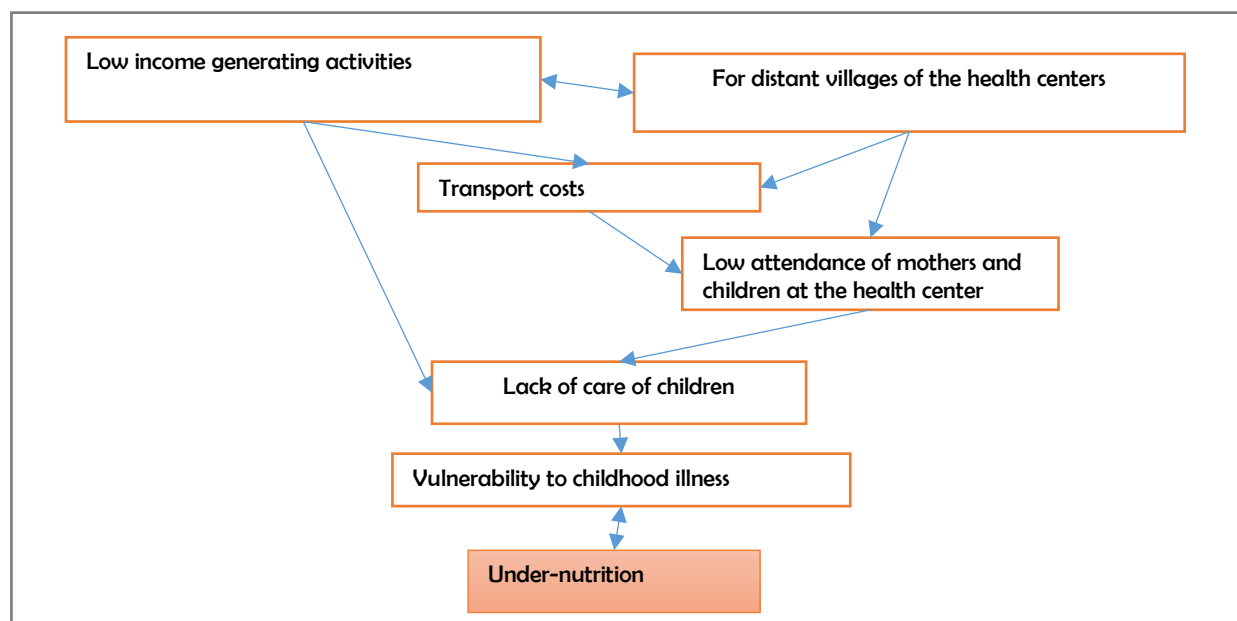 Low income generating activities
For distant villages of the health centers
Transport costs
Low attendance of mothers and
children at the health center
Lack of care of children
Vulnerability to childhood illness
Under-nutrition